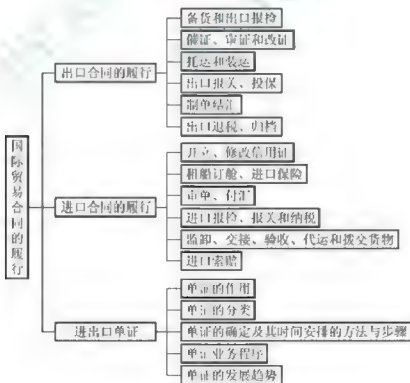 国际贸易合同的履行
出口合同的履行
备货和出口报检
催证、审证和改证
托运和装运
出口报关、投保
制单结汇
出口退税、归档
进口合同的履行
开立、修改信用证
租船订舱、进口保险
审单、付汇
进口报检、报关和纳税
监卸、交接、验收、代运和拨交货物
进口索赔
进出口单证
单证的作用
单证的分类
单证的确定及其时间安排的方法与步骤
单证业务程序
单证的发展趋势